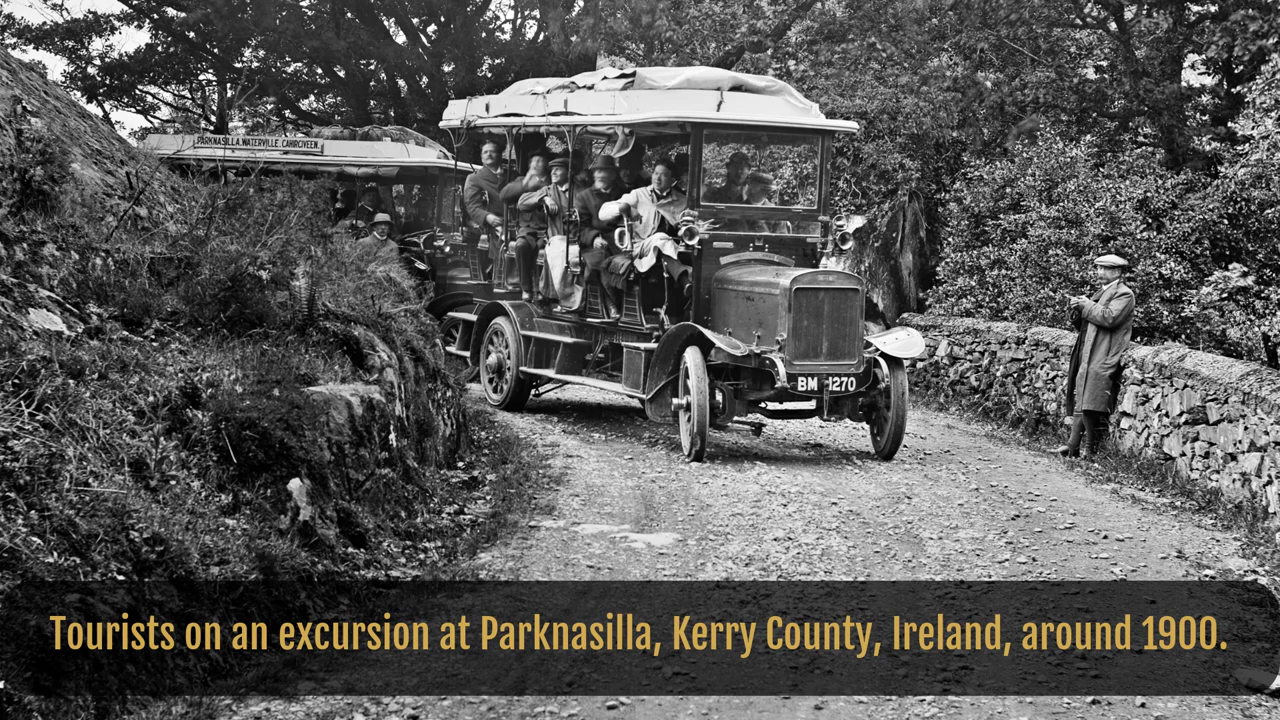 PARKNASILLA. WATERVILLE. CAHIRCIVEEN.
BM 1270
Tourists on an excursion at Parknasilla, Kerry County, Ireland, around 1900.